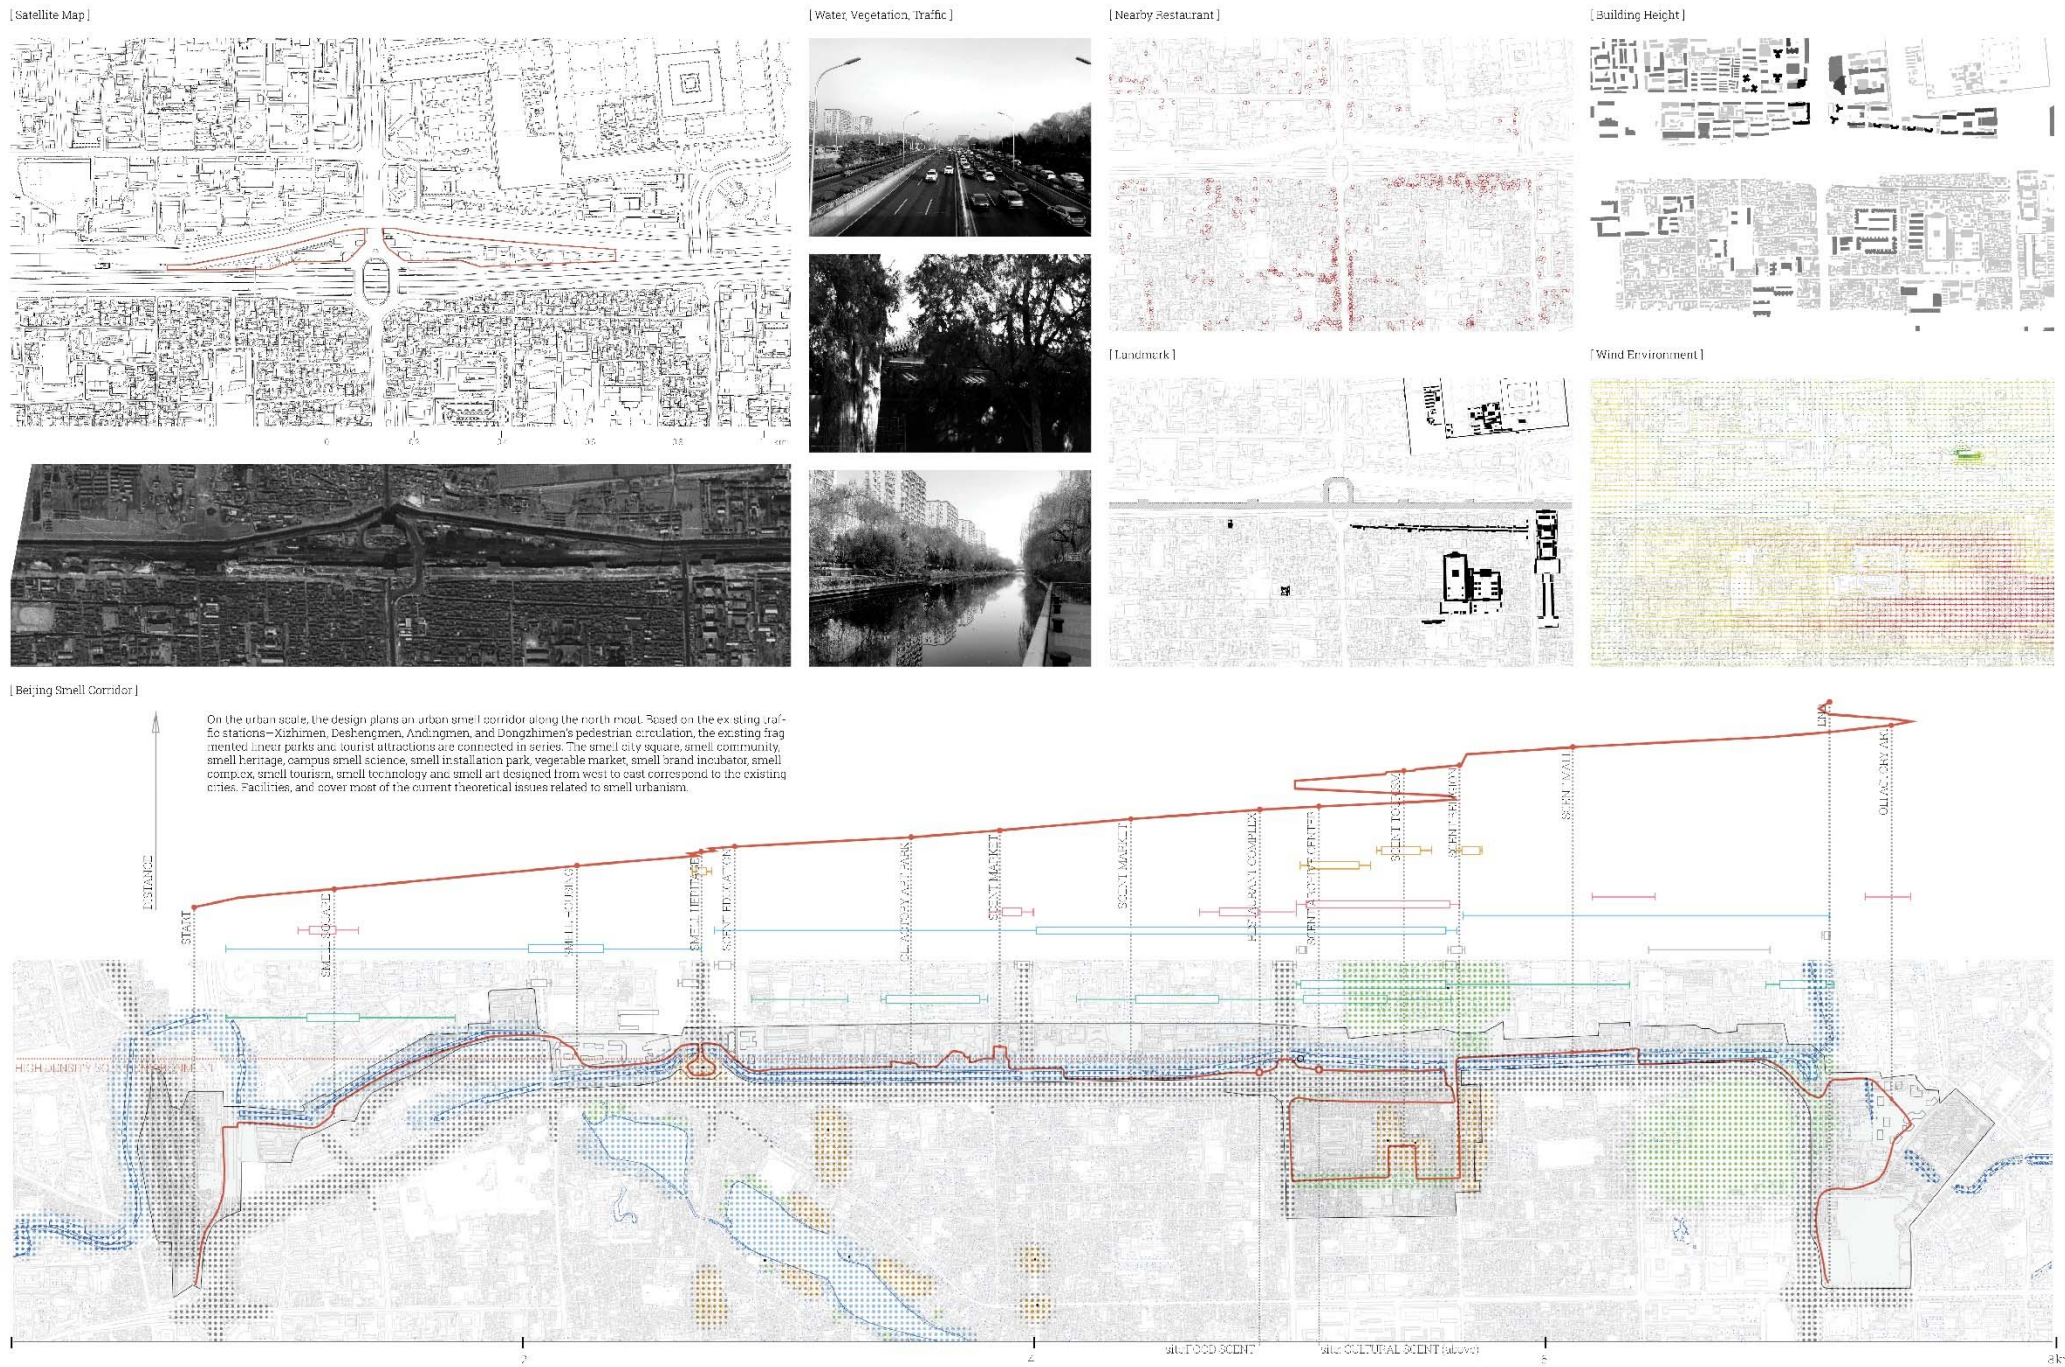 [ Satellite Map ]
[ Water, Vegetation, Traffic ]
[ Nearby Restaurant ]
[ Building Height ]
[ Landmark ]
[ Wind Environment ]
[ Beijing Smell Corridor ]
On the urban scale, the design plans an urban smell corridor along the north moat. Based on the existing traf-
fic stations—Xizhimen, Deshengmen, Andingmen, and Dongzhimen's pedestrian circulation, the existing frag
mented linear parks and tourist attractions are connected in series. The smell city square, smell community,
smell heritage, campus smell science, smell installation park, vegetable market, smell brand incubator, smell
complex, smell tourism, smell technology and smell art designed from west to east correspond to the existing
cities. Facilities, and cover most of the current theoretical issues related to smell urbanism.
DISTANCE
START
SMELL SQUARE
SMELL HOUSING
SMELL HERITAGE
SCENT EDUCATION
OLFACTORY ART PARK
SCENT MARKET
SCENT MARKET
RESTAURANT COMPLEX
SCENT ARCHIVE CENTER
SCENT TOURISM
SCENT RELIGION
SCENT MALL
END
OLFACTORY ART
site: FOOD SCENT
site: CULTURAL SCENT (above)
2
4
6